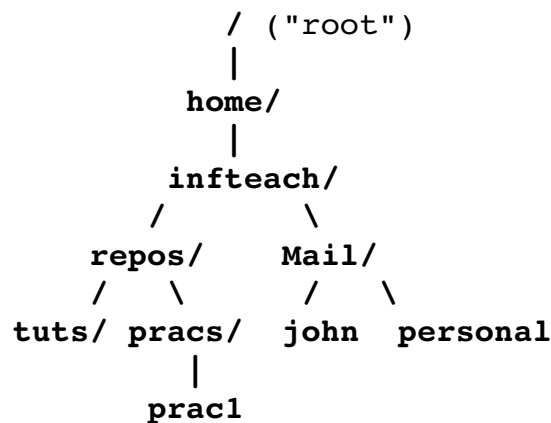 / ("root")
|
home/
|
infteach/
/ \
repos/ Mail/
/ \ / \
tuts/ pracs/ john personal
|
prac1